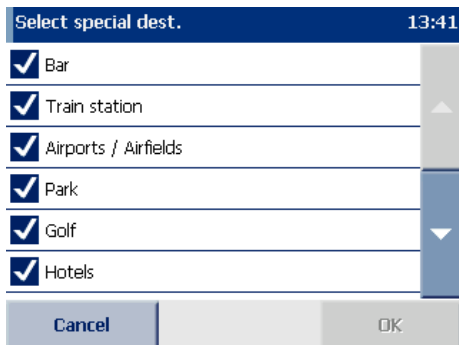 Select special dest. 13:41
Bar
Train station
Airports / Airfields
Park
Golf
Hotels
Cancel OK